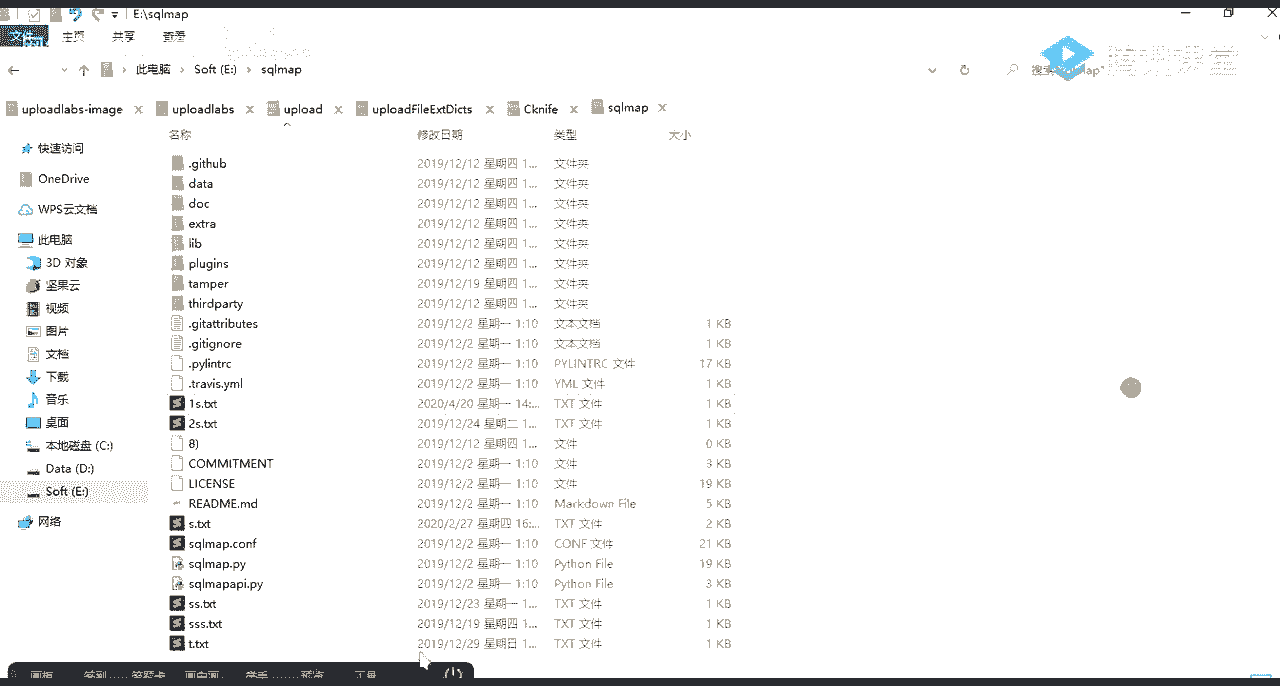 E:\sqlmap
文件 主页 共享 查看
此电脑 Soft (E:) sqlmap
腾讯课堂
uploadlabs-image uploadlabs upload uploadFileExtDicts Cknife sqlmap
名称 修改日期 类型 大小
快速访问
OneDrive
WPS云文档
此电脑
3D 对象
坚果云
视频
图片
文档
下载
音乐
桌面
本地磁盘 (C:)
Data (D:)
Soft (E:)
网络
.github 2019/12/12 星期四 1... 文件夹
data 2019/12/12 星期四 1... 文件夹
doc 2019/12/12 星期四 1... 文件夹
extra 2019/12/12 星期四 1... 文件夹
lib 2019/12/12 星期四 1... 文件夹
plugins 2019/12/12 星期四 1... 文件夹
tamper 2019/12/19 星期四 1... 文件夹
thirdparty 2019/12/12 星期四 1... 文件夹
.gitattributes 2019/12/2 星期一 1:10 文本文档 1 KB
.gitignore 2019/12/2 星期一 1:10 文本文档 1 KB
.pylintrc 2019/12/2 星期一 1:10 PYLINTRC 文件 17 KB
.travis.yml 2019/12/2 星期一 1:10 YML 文件 1 KB
1s.txt 2020/4/20 星期一 14:... TXT 文件 1 KB
2s.txt 2019/12/24 星期二 1... TXT 文件 1 KB
8) 2019/12/12 星期四 1... 文件 0 KB
COMMITMENT 2019/12/2 星期一 1:10 文件 3 KB
LICENSE 2019/12/2 星期一 1:10 文件 19 KB
README.md 2019/12/2 星期一 1:10 Markdown File 5 KB
s.txt 2020/2/27 星期四 16:... TXT 文件 2 KB
sqlmap.conf 2019/12/2 星期一 1:10 CONF 文件 21 KB
sqlmap.py 2019/12/2 星期一 1:10 Python File 19 KB
sqlmapapi.py 2019/12/2 星期一 1:10 Python File 3 KB
ss.txt 2019/12/23 星期一 1... TXT 文件 1 KB
sss.txt 2019/12/19 星期四 1... TXT 文件 1 KB
t.txt 2019/12/29 星期日 1... TXT 文件 1 KB
画板 签到 答题卡 画中画 举手 预览 工具